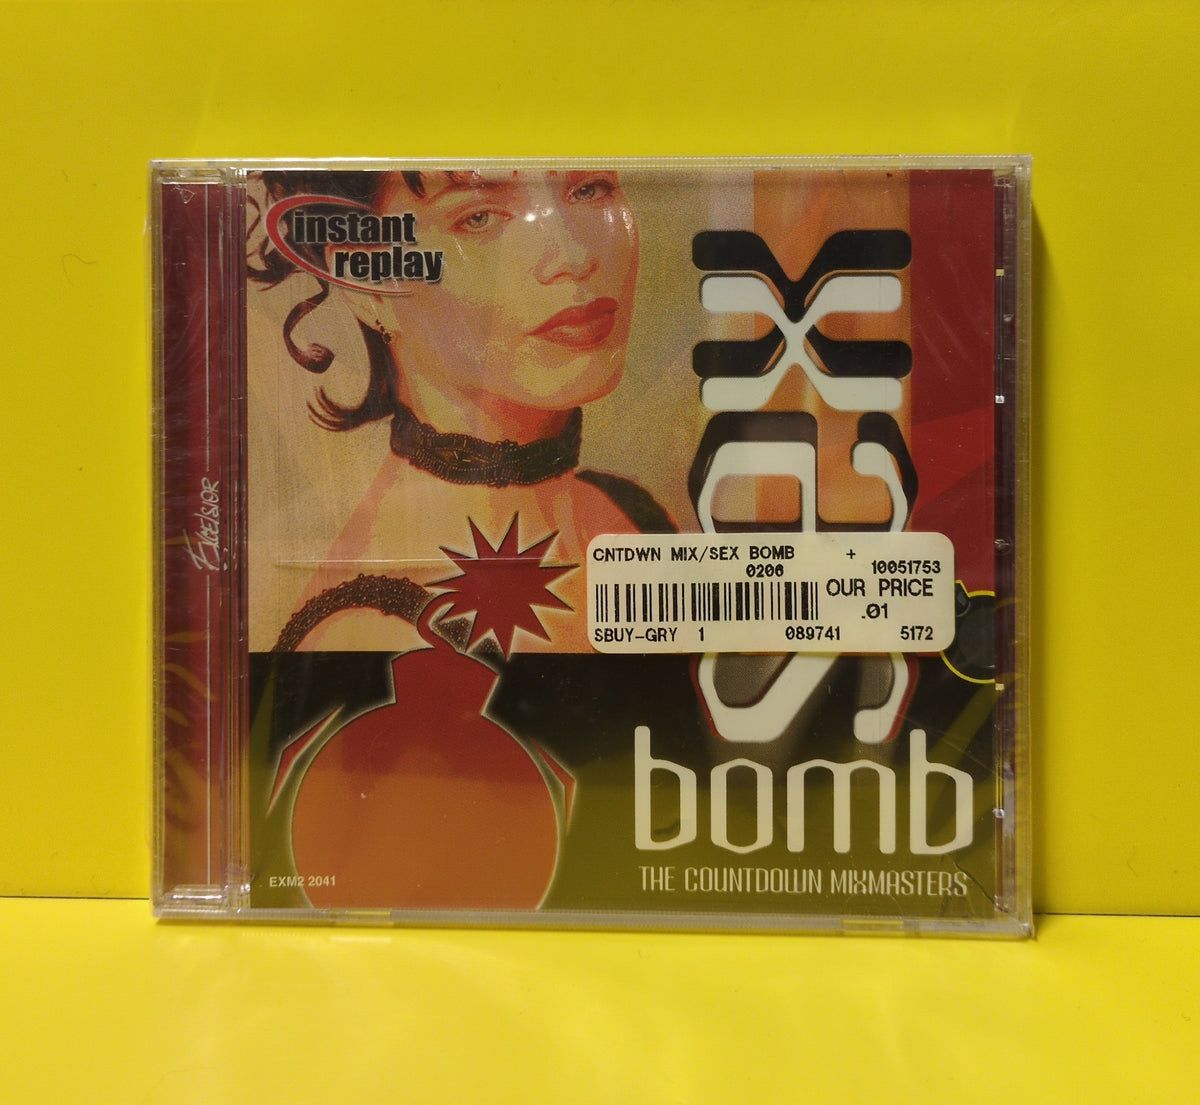 instant
replay
sex
Excelsior
CNTDWN MIX/SEX BOMB +
0206 10051753
OUR PRICE
.01
SBUY-GRY 1 089741 5172
bomb
THE COUNTDOWN MIXMASTERS
EXM2 2041